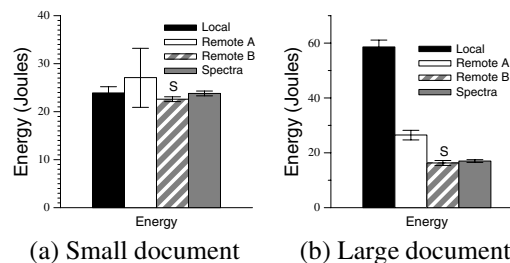 40
30
20
10
0
Energy (Joules)
Local
Remote A
Remote B
Spectra
S
Energy
(a) Small document
60
40
20
0
Energy (Joules)
Local
Remote A
Remote B
Spectra
S
Energy
(b) Large document